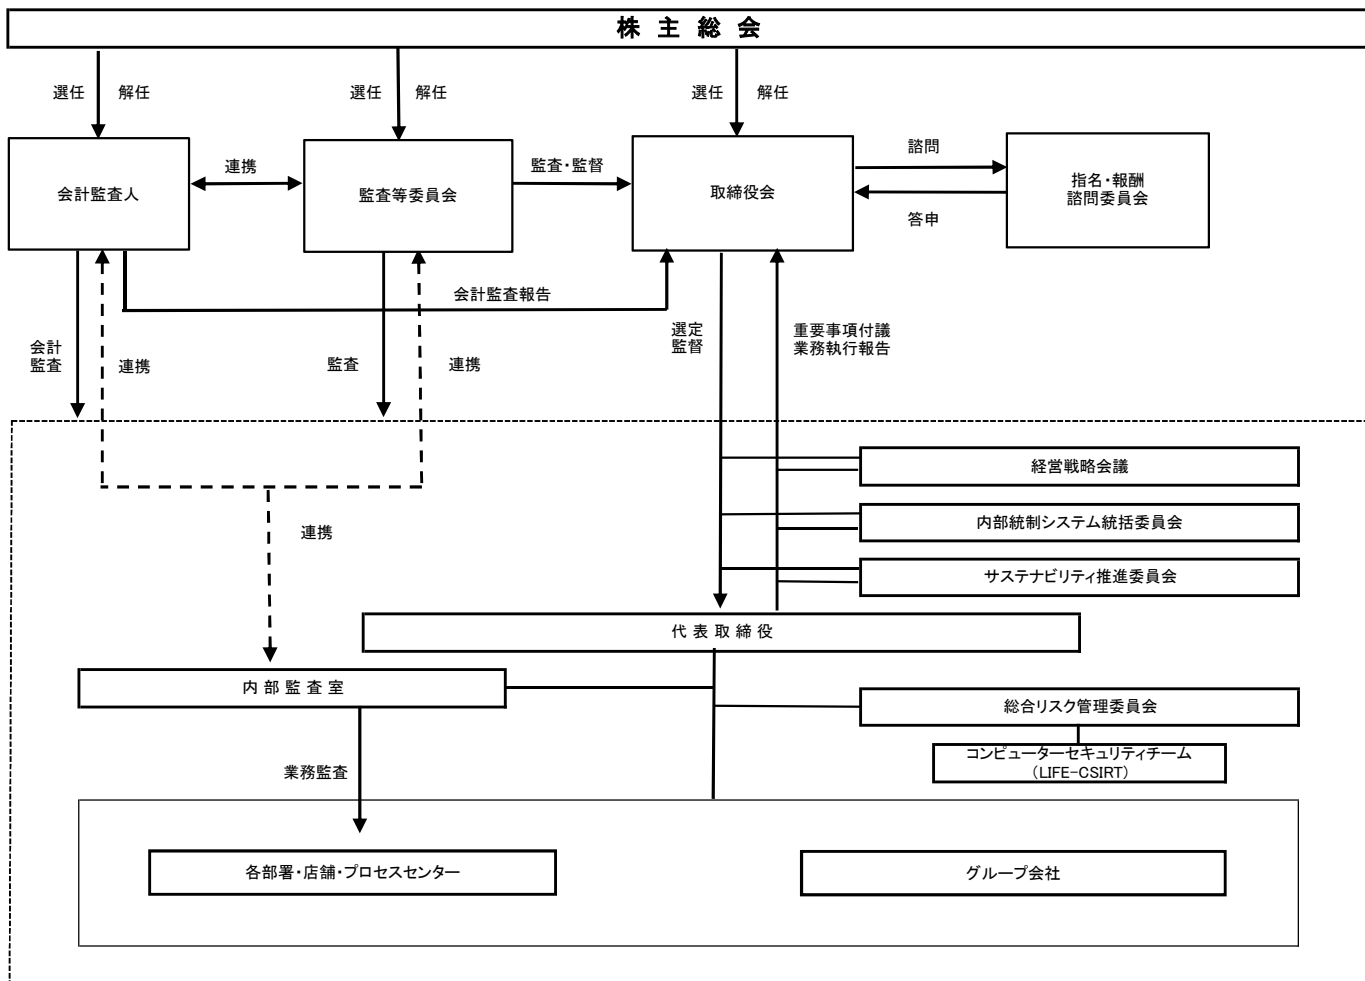 株 主 総 会
選任
解任
選任
解任
選任
解任
会計監査人
連携
監査等委員会
監査・監督
取締役会
諮問
答申
指名・報酬
諮問委員会
会計監査報告
会計
監査
連携
監査
連携
選定
監督
重要事項付議
業務執行報告
経営戦略会議
内部統制システム統括委員会
サステナビリティ推進委員会
連携
代 表 取 締 役
内 部 監 査 室
総合リスク管理委員会
コンピューターセキュリティチーム
(LIFE-CSIRT)
業務監査
各部署・店舗・プロセスセンター
グループ会社